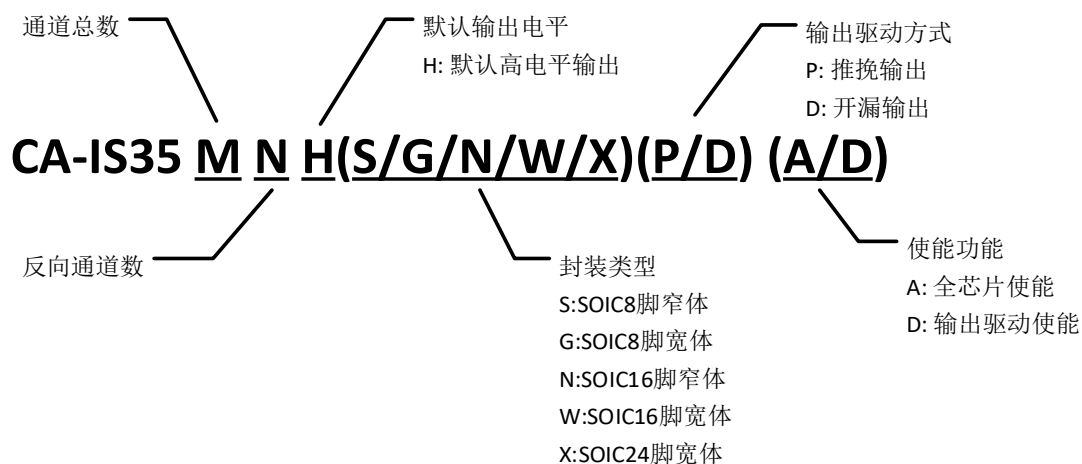 通道总数
默认输出电平
H: 默认高电平输出
输出驱动方式
P: 推挽输出
D: 开漏输出
CA-IS35 M N H(S/G/N/W/X)(P/D) (A/D)
反向通道数
封装类型
S:SOIC8脚窄体
G:SOIC8脚宽体
N:SOIC16脚窄体
W:SOIC16脚宽体
X:SOIC24脚宽体
使能功能
A: 全芯片使能
D: 输出驱动使能